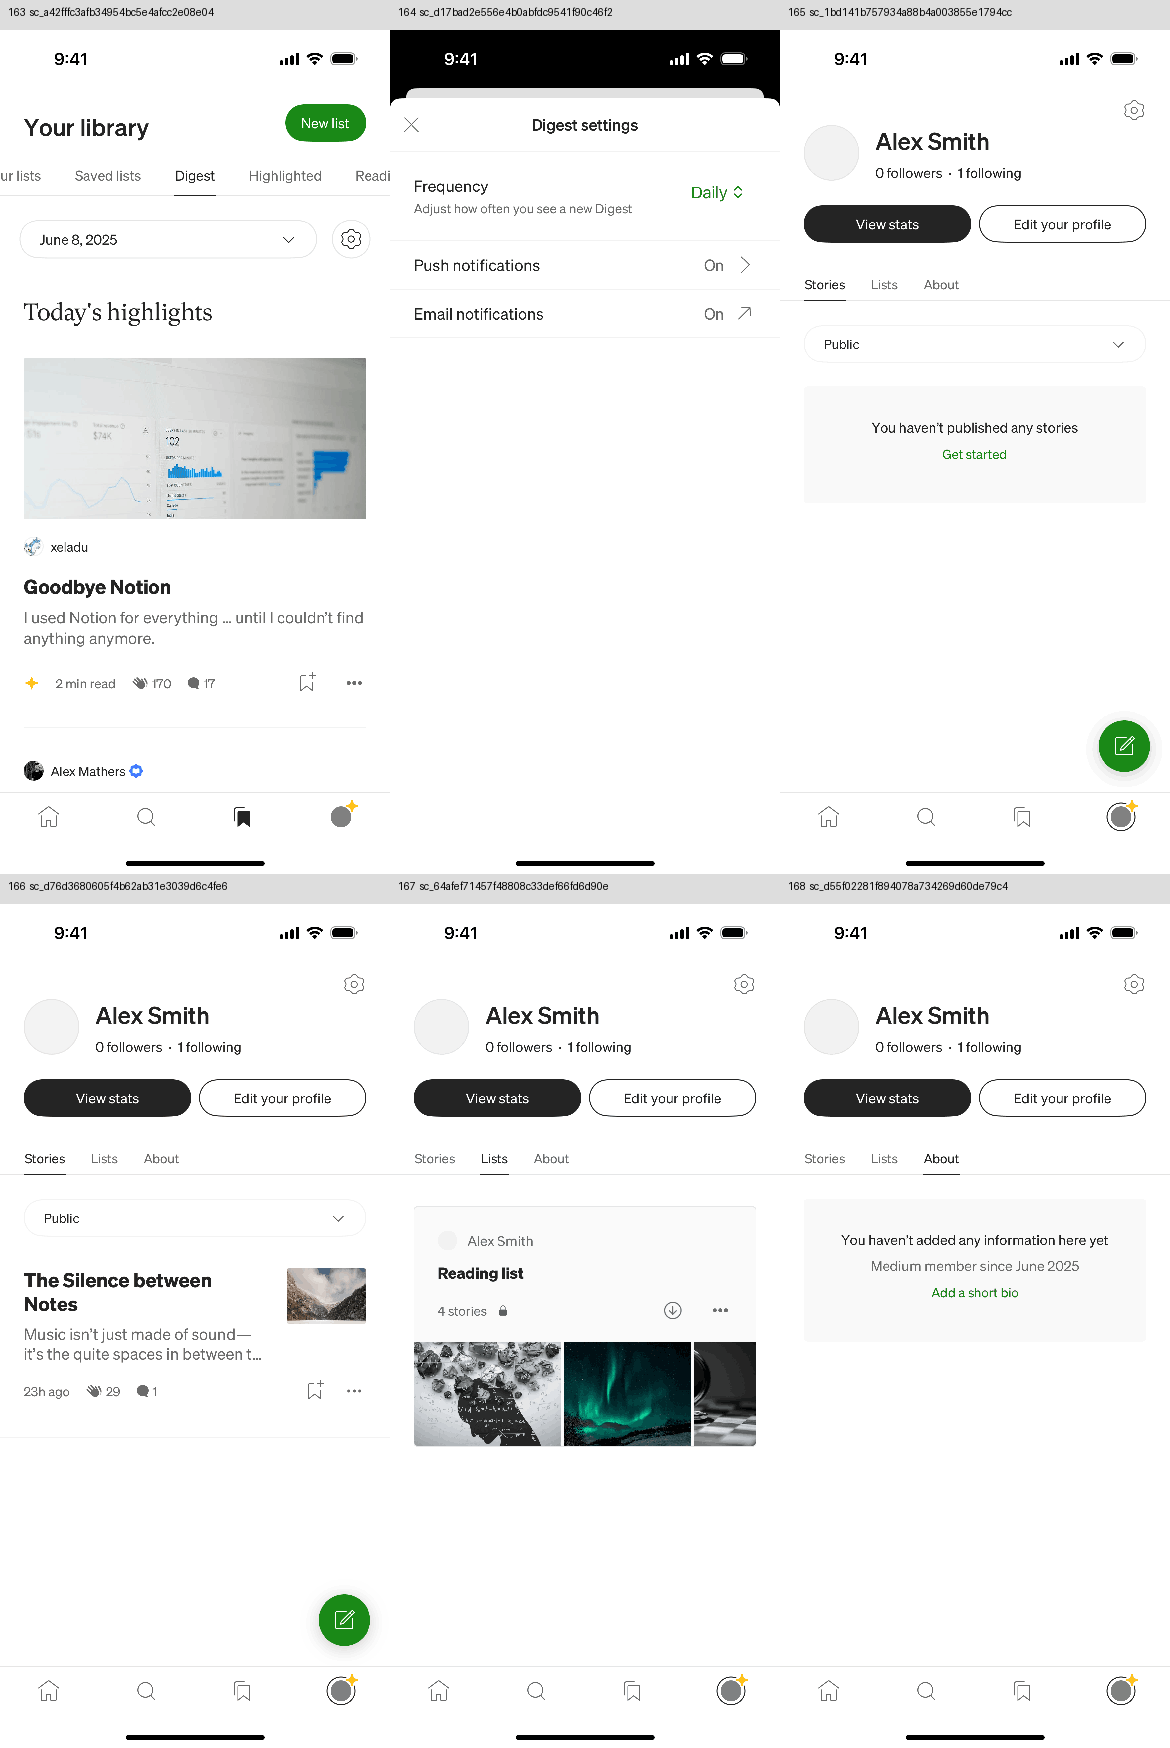 163 sc_a42fffc3afb34954bc5e4afcc2e08e04
9:41
Your library
New list
ur lists
Saved lists
Digest
Highlighted
Readi
June 8, 2025
Today's highlights
$74K
102
xeladu
Goodbye Notion
I used Notion for everything ... until I couldn't find
anything anymore.
2 min read
170
17
Alex Mathers
164 sc_d17bad2e556e4b0abfdc9541f90c46f2
9:41
Digest settings
Frequency
Adjust how often you see a new Digest
Daily
Push notifications
On
Email notifications
On
165 sc_1bd141b757934a88b4a003855e1794cc
9:41
Alex Smith
0 followers · 1 following
View stats
Edit your profile
Stories
Lists
About
Public
You haven't published any stories
Get started
166 sc_d76d3680605f4b62ab31e3039d6c4fe6
9:41
Alex Smith
0 followers · 1 following
View stats
Edit your profile
Stories
Lists
About
Public
The Silence between
Notes
Music isn't just made of sound—
it's the quite spaces in between t...
23h ago
29
1
167 sc_64afef71457f48808c33def66fd6d90e
9:41
Alex Smith
0 followers · 1 following
View stats
Edit your profile
Stories
Lists
About
Alex Smith
Reading list
4 stories
168 sc_d55f02281f894078a734269d60de79c4
9:41
Alex Smith
0 followers · 1 following
View stats
Edit your profile
Stories
Lists
About
You haven't added any information here yet
Medium member since June 2025
Add a short bio